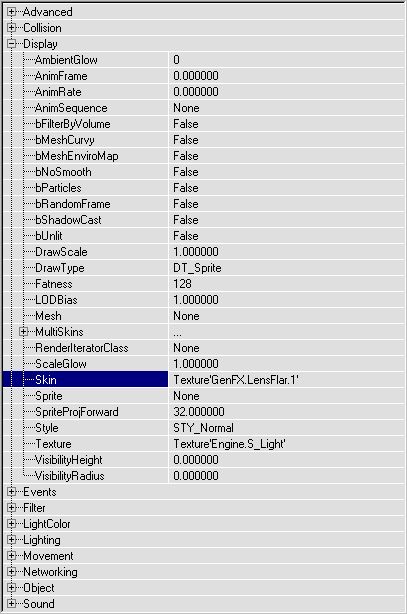 Advanced
Collision
Display
AmbientGlow 0
AnimFrame 0.000000
AnimRate 0.000000
AnimSequence None
bFilterByVolume False
bMeshCurvy False
bMeshEnviroMap False
bNoSmooth False
bParticles False
bRandomFrame False
bShadowCast False
bUnlit False
DrawScale 1.000000
DrawType DT_Sprite
Fatness 128
LODBias 1.000000
Mesh None
MultiSkins ...
RenderIteratorClass None
ScaleGlow 1.000000
Skin Texture'GenFX.LensFlar.1'
Sprite None
SpriteProjForward 32.000000
Style STY_Normal
Texture Texture'Engine.S_Light'
VisibilityHeight 0.000000
VisibilityRadius 0.000000
Events
Filter
LightColor
Lighting
Movement
Networking
Object
Sound